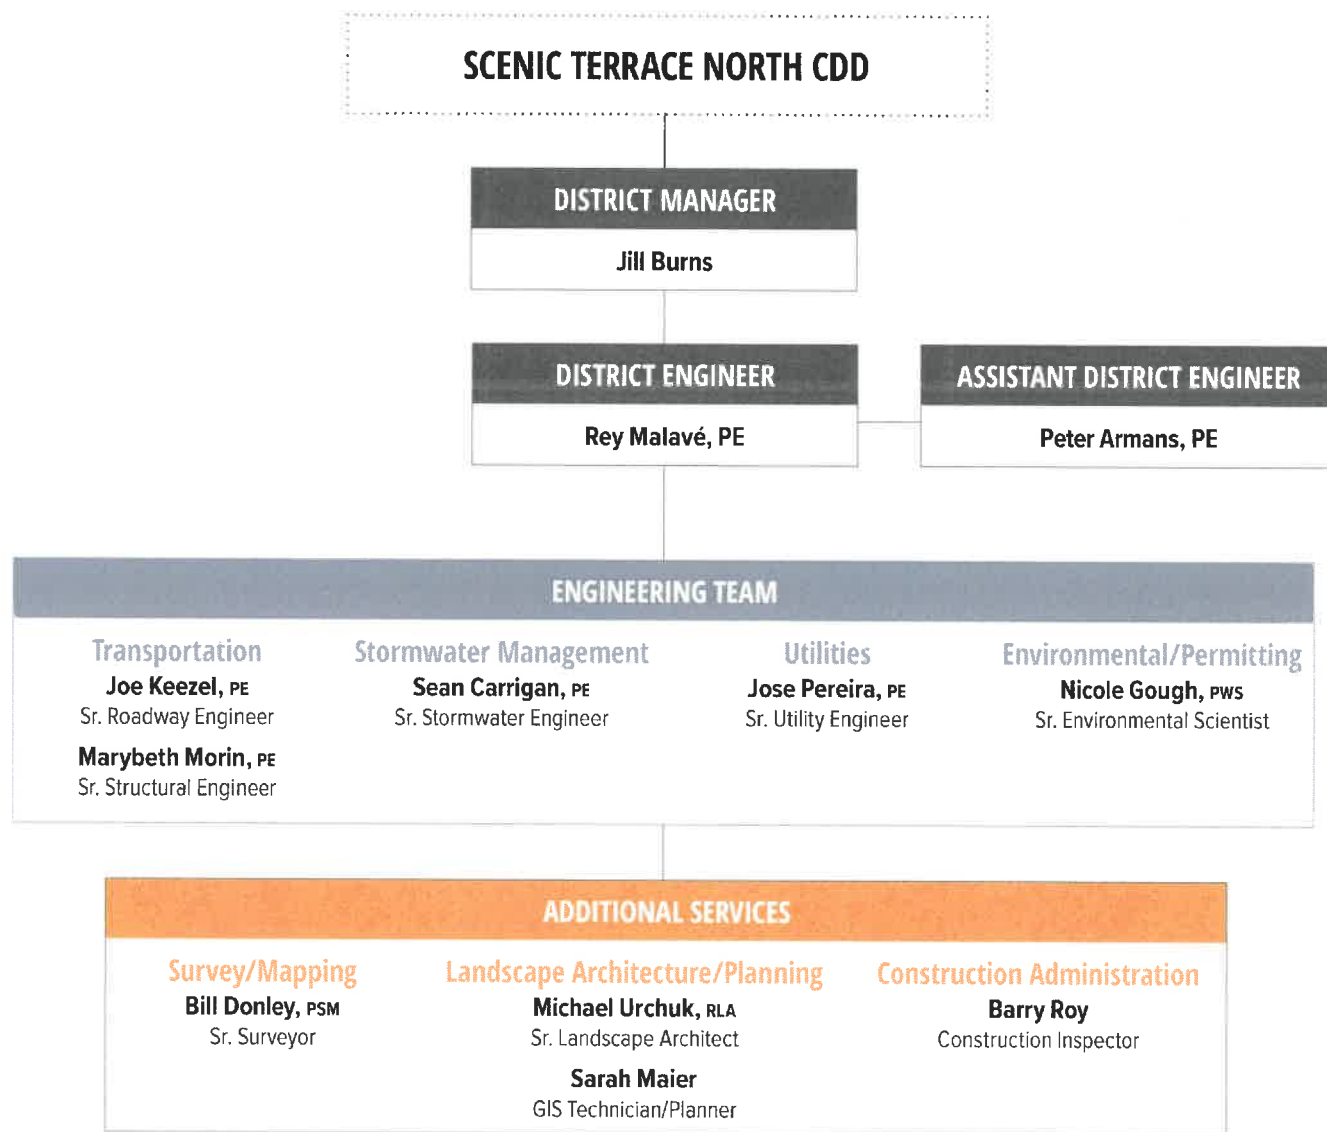 SCENIC TERRACE NORTH CDD
DISTRICT MANAGER
Jill Burns
DISTRICT ENGINEER
Rey Malavé, PE
ASSISTANT DISTRICT ENGINEER
Peter Armans, PE
ENGINEERING TEAM
Transportation
Joe Keezel, PE
Sr. Roadway Engineer
Marybeth Morin, PE
Sr. Structural Engineer
Stormwater Management
Sean Carrigan, PE
Sr. Stormwater Engineer
Utilities
Jose Pereira, PE
Sr. Utility Engineer
Environmental/Permitting
Nicole Gough, PWS
Sr. Environmental Scientist
ADDITIONAL SERVICES
Survey/Mapping
Bill Donley, PSM
Sr. Surveyor
Landscape Architecture/Planning
Michael Urchuk, RLA
Sr. Landscape Architect
Sarah Maier
GIS Technician/Planner
Construction Administration
Barry Roy
Construction Inspector